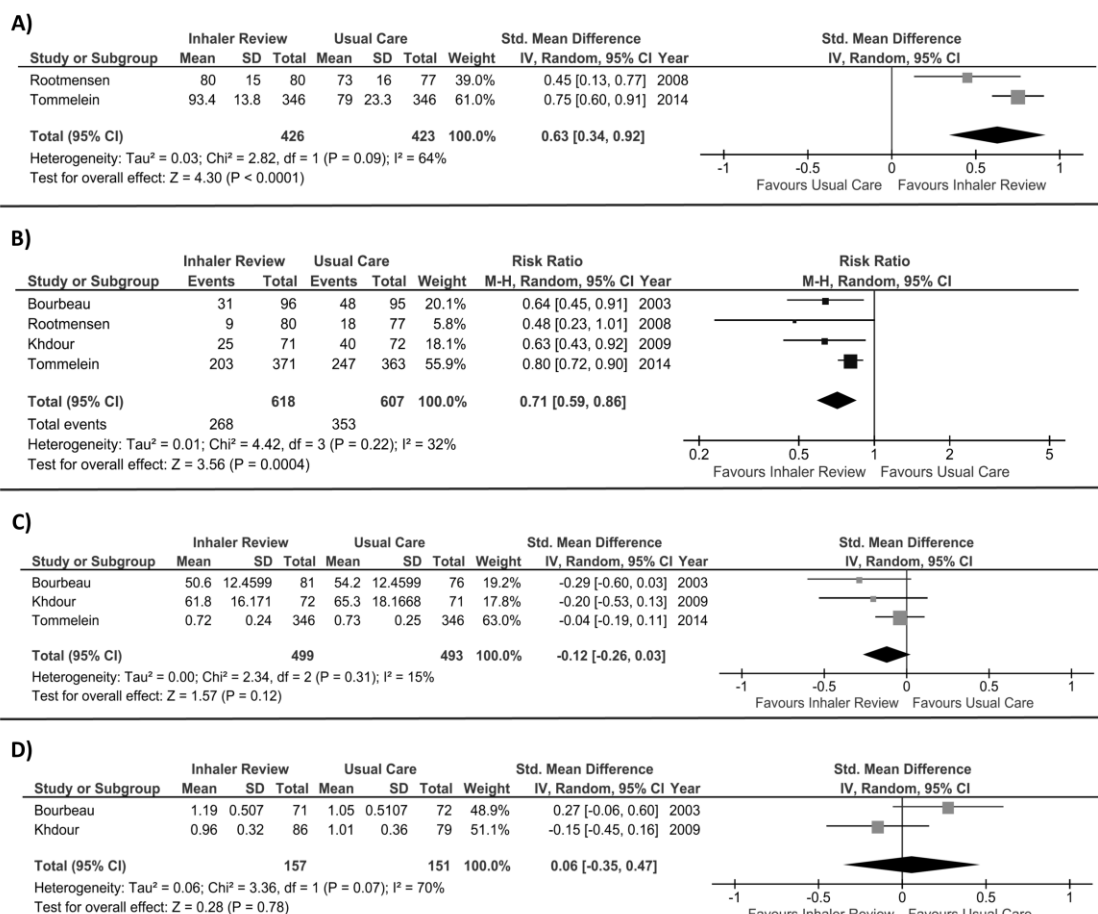 A)
Inhaler Review Usual Care Std. Mean Difference Std. Mean Difference
Study or Subgroup Mean SD Total Mean SD Total Weight IV, Random, 95% CI Year IV, Random, 95% CI
Rootmensen 80 15 80 73 16 77 39.0% 0.45 [0.13, 0.77] 2008
Tommelein 93.4 13.8 346 79 23.3 346 61.0% 0.75 [0.60, 0.91] 2014
Total (95% CI) 426 423 100.0% 0.63 [0.34, 0.92]
Heterogeneity: Tau² = 0.03; Chi² = 2.82, df = 1 (P = 0.09); I² = 64%
Test for overall effect: Z = 4.30 (P < 0.0001)
-1 -0.5 0 0.5 1
Favours Usual Care Favours Inhaler Review
B)
Inhaler Review Usual Care Risk Ratio Risk Ratio
Study or Subgroup Events Total Events Total Weight M-H, Random, 95% CI Year M-H, Random, 95% CI
Bourbeau 31 96 48 95 20.1% 0.64 [0.45, 0.91] 2003
Rootmensen 9 80 18 77 5.8% 0.48 [0.23, 1.01] 2008
Khdour 25 71 40 72 18.1% 0.63 [0.43, 0.92] 2009
Tommelein 203 371 247 363 55.9% 0.80 [0.72, 0.90] 2014
Total (95% CI) 618 607 100.0% 0.71 [0.59, 0.86]
Total events 268 353
Heterogeneity: Tau² = 0.01; Chi² = 4.42, df = 3 (P = 0.22); I² = 32%
Test for overall effect: Z = 3.56 (P = 0.0004)
0.2 0.5 1 2 5
Favours Inhaler Review Favours Usual Care
C)
Inhaler Review Usual Care Std. Mean Difference Std. Mean Difference
Study or Subgroup Mean SD Total Mean SD Total Weight IV, Random, 95% CI Year IV, Random, 95% CI
Bourbeau 50.6 12.4599 81 54.2 12.4599 76 19.2% -0.29 [-0.60, 0.03] 2003
Khdour 61.8 16.171 72 65.3 18.1668 71 17.8% -0.20 [-0.53, 0.13] 2009
Tommelein 0.72 0.24 346 0.73 0.25 346 63.0% -0.04 [-0.19, 0.11] 2014
Total (95% CI) 499 493 100.0% -0.12 [-0.26, 0.03]
Heterogeneity: Tau² = 0.00; Chi² = 2.34, df = 2 (P = 0.31); I² = 15%
Test for overall effect: Z = 1.57 (P = 0.12)
-1 -0.5 0 0.5 1
Favours Inhaler Review Favours Usual Care
D)
Inhaler Review Usual Care Std. Mean Difference Std. Mean Difference
Study or Subgroup Mean SD Total Mean SD Total Weight IV, Random, 95% CI Year IV, Random, 95% CI
Bourbeau 1.19 0.507 71 1.05 0.5107 72 48.9% 0.27 [-0.06, 0.60] 2003
Khdour 0.96 0.32 86 1.01 0.36 79 51.1% -0.15 [-0.45, 0.16] 2009
Total (95% CI) 157 151 100.0% 0.06 [-0.35, 0.47]
Heterogeneity: Tau² = 0.06; Chi² = 3.36, df = 1 (P = 0.07); I² = 70%
Test for overall effect: Z = 0.28 (P = 0.78)
-1 -0.5 0 0.5 1
Favours Inhaler Review Favours Usual Care